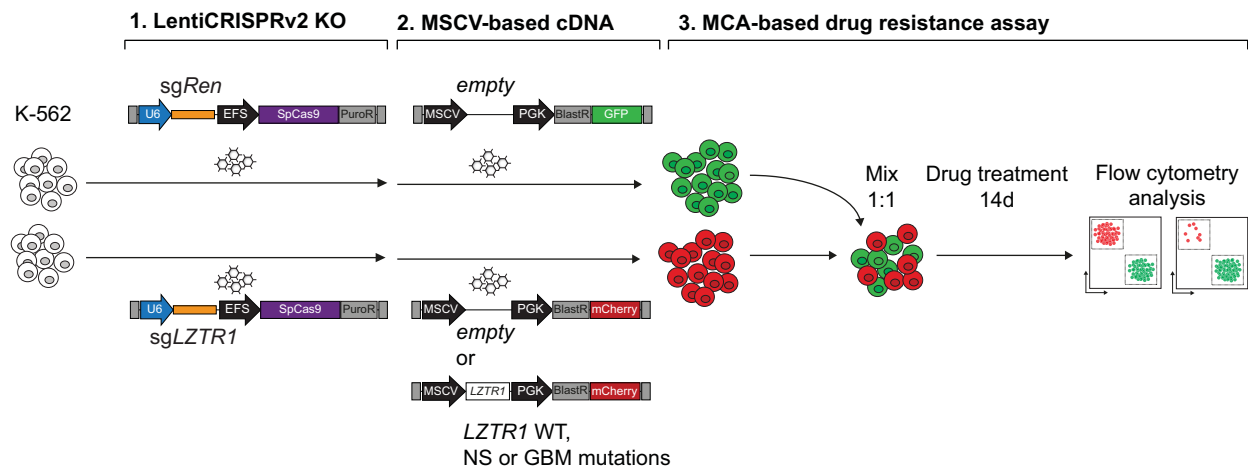 1. LentiCRISPRv2 KO
2. MSCV-based cDNA
3. MCA-based drug resistance assay
K-562
sgRen
U6 EFS SpCas9 PuroR
empty
MSCV PGK BlastR GFP
Mix
1:1
Drug treatment
14d
Flow cytometry
analysis
U6 EFS SpCas9 PuroR
sgLZTR1
MSCV PGK BlastR mCherry
empty
or
MSCV LZTR1 PGK BlastR mCherry
LZTR1 WT,
NS or GBM mutations